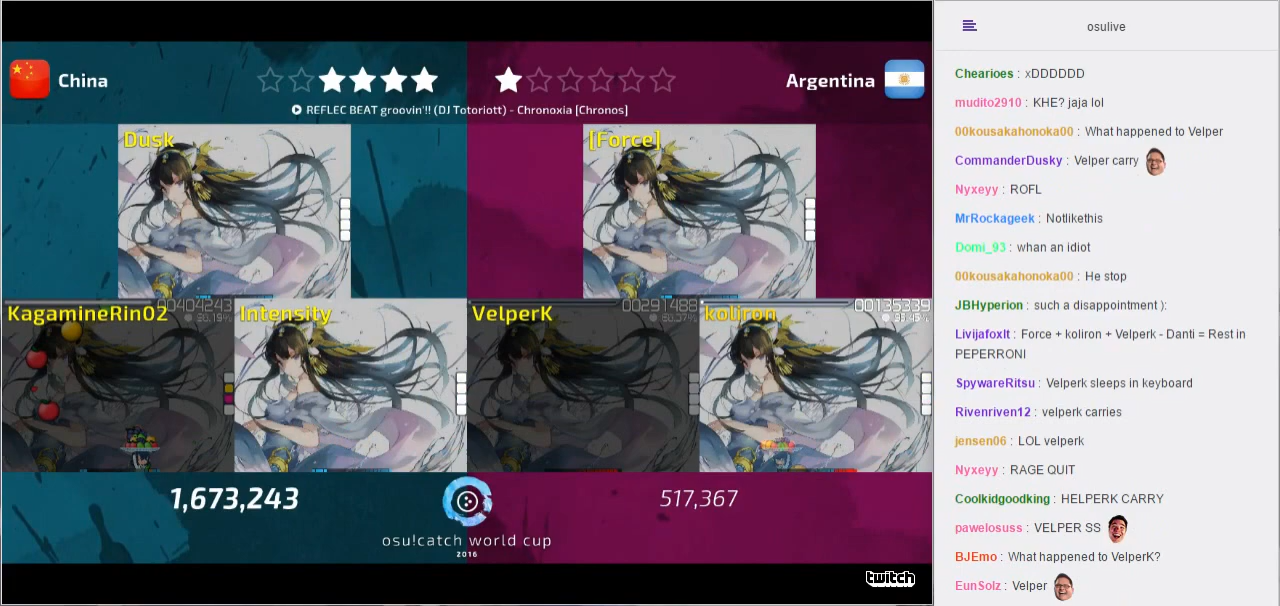 China
Argentina
REFLEC BEAT groovin'!! (DJ Totoriott) - Chronoxia [Chronos]
Dusk
[Force]
KagamineRin02
00404243
Intensity
VelperK
00291488
koliron
00135339
1,673,243
517,367
osu!catch world cup
2016
twitch
osulive
Chearioes : xDDDDDD
mudito2910 : KHE? jaja lol
00kousakahonoka00 : What happened to Velper
CommanderDusky : Velper carry
Nyxeyy : ROFL
MrRockageek : Notlikethis
Domi_93 : whan an idiot
00kousakahonoka00 : He stop
JBHyperion : such a disappointment ):
Livijafoxlt : Force + koliron + Velperk - Danti = Rest in
PEPERRONI
SpywareRitsu : Velperk sleeps in keyboard
Rivenriven12 : velperk carries
jensen06 : LOL velperk
Nyxeyy : RAGE QUIT
Coolkidgoodking : HELPERK CARRY
pawelosuss : VELPER SS
BJEmo : What happened to VelperK?
EunSolz : Velper